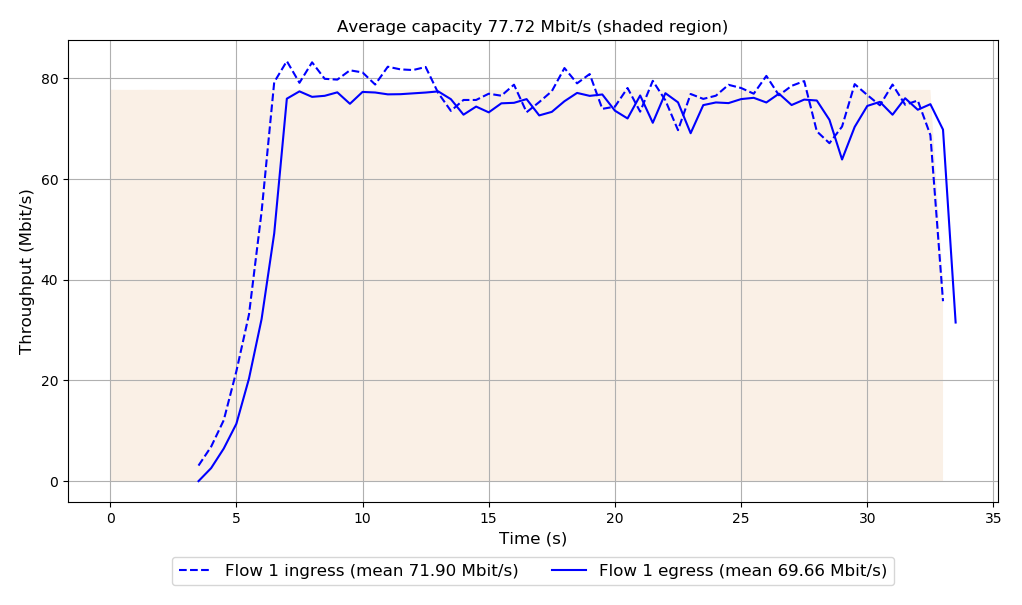 Average capacity 77.72 Mbit/s (shaded region)
Throughput (Mbit/s)
80
60
40
20
0
0 5 10 15 20 25 30 35
Time (s)
Flow 1 ingress (mean 71.90 Mbit/s) Flow 1 egress (mean 69.66 Mbit/s)